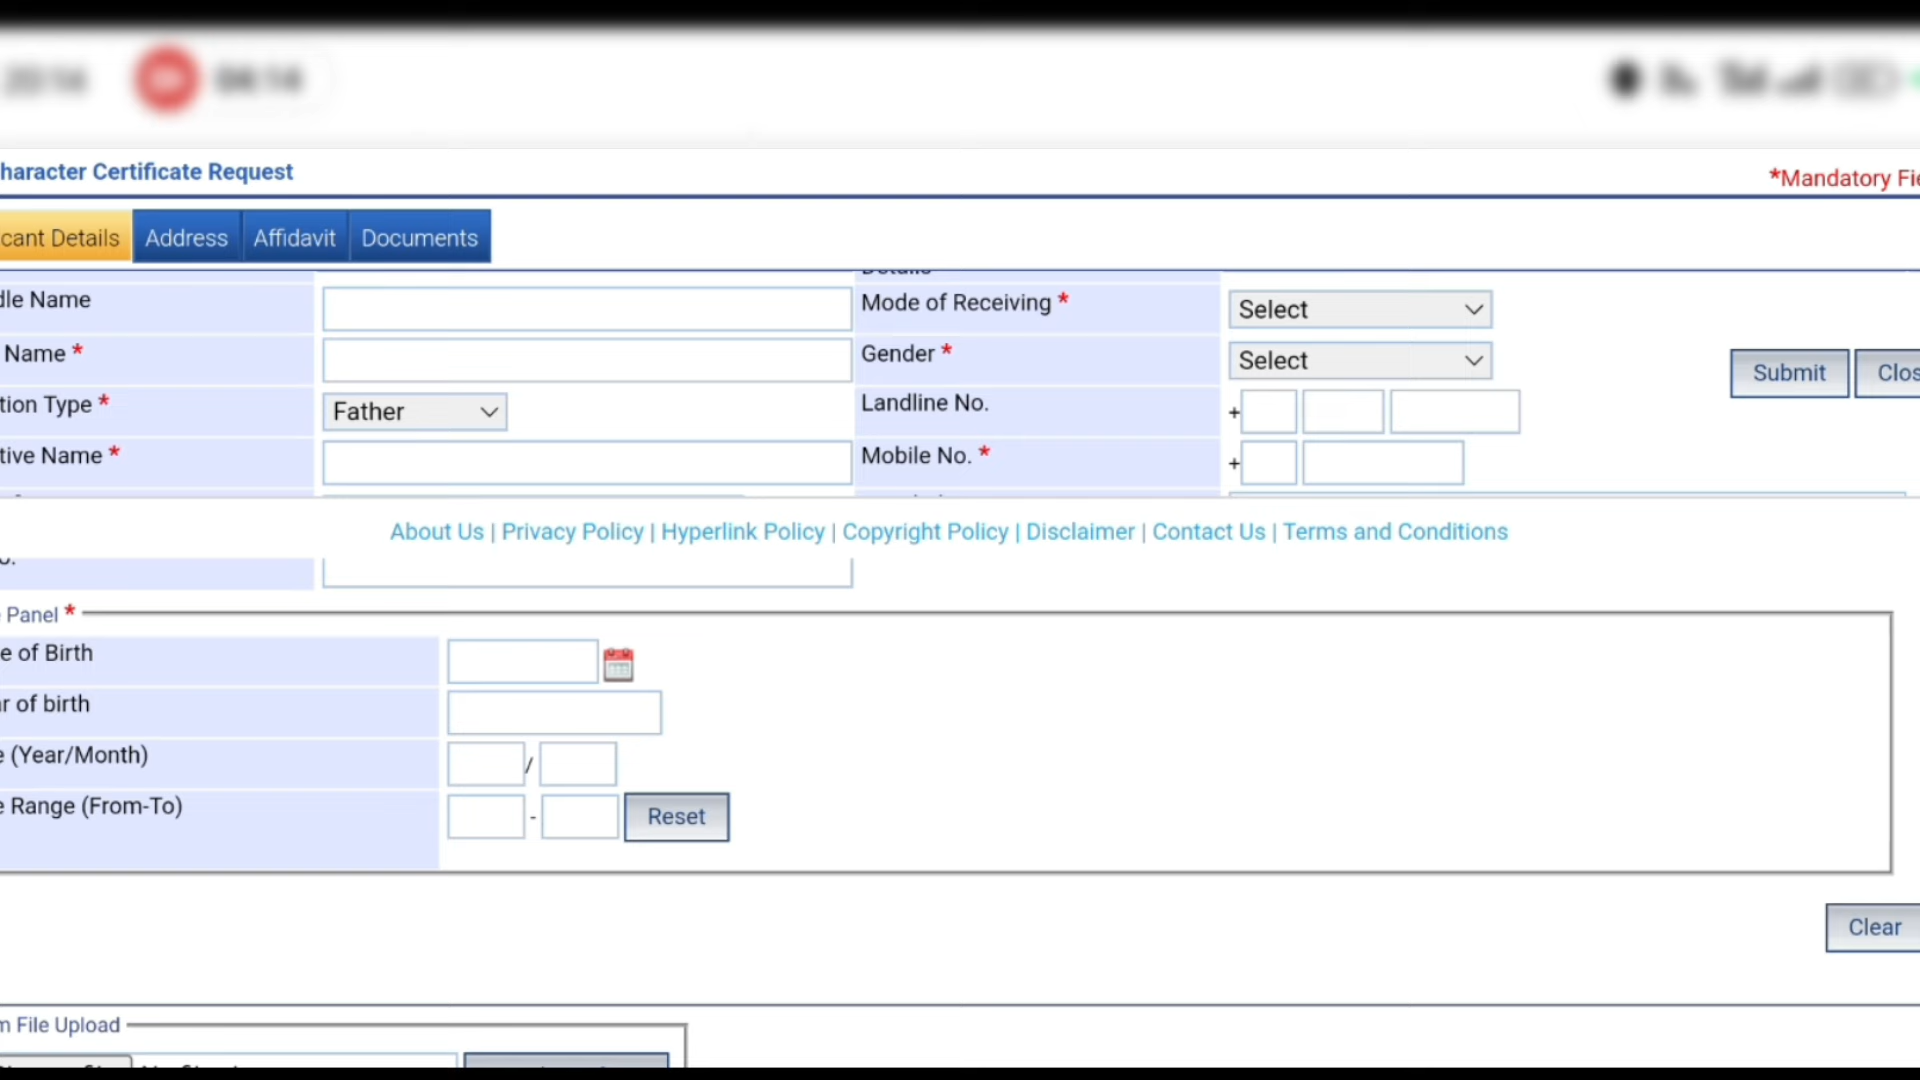 haracter Certificate Request
*Mandatory Fie
cant Details Address Affidavit Documents
dle Name Mode of Receiving * Select
Name * Gender * Select
Submit Clos
tion Type * Father Landline No. +
tive Name * Mobile No. * +
About Us | Privacy Policy | Hyperlink Policy | Copyright Policy | Disclaimer | Contact Us | Terms and Conditions
Panel *
e of Birth
r of birth
e (Year/Month) /
e Range (From-To) - Reset
Clear
m File Upload